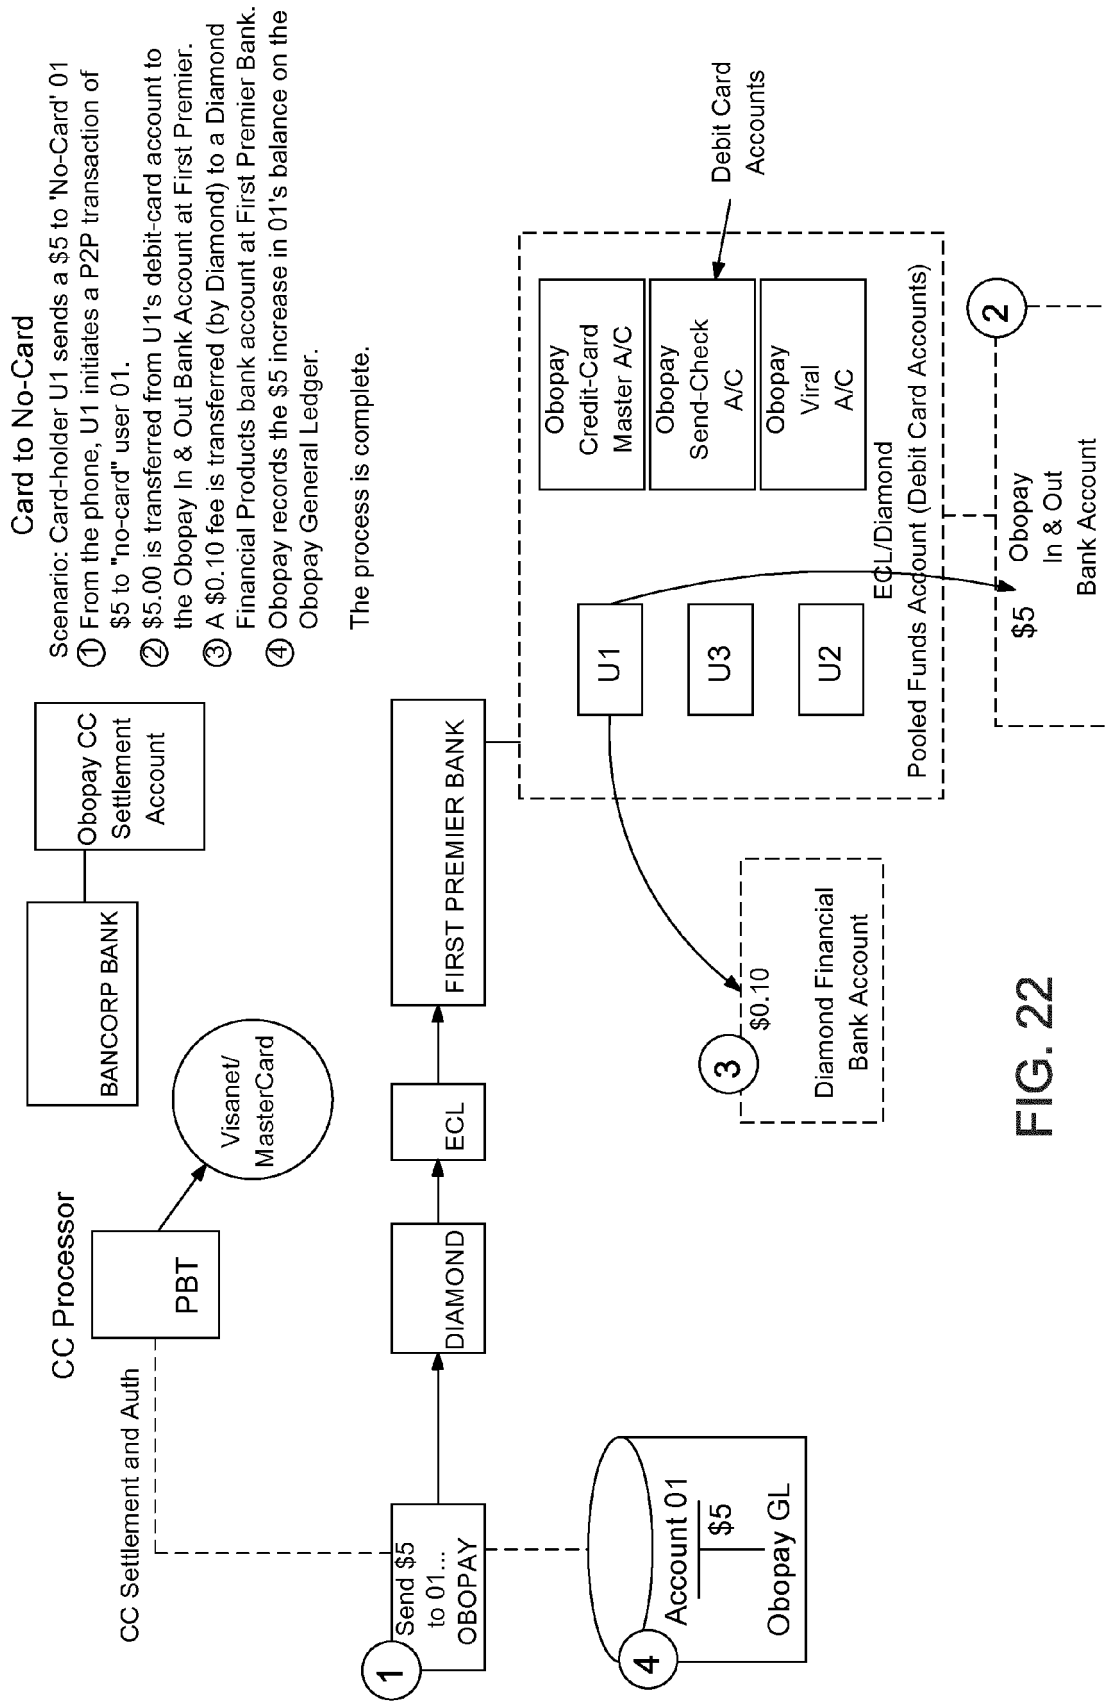 Card to No-Card
Scenario: Card-holder U1 sends a $5 to 'No-Card' 01
1 From the phone, U1 initiates a P2P transaction of
$5 to "no-card" user 01.
2 $5.00 is transferred from U1's debit-card account to
the Obopay In & Out Bank Account at First Premier.
3 A $0.10 fee is transferred (by Diamond) to a Diamond
Financial Products bank account at First Premier Bank.
4 Obopay records the $5 increase in 01's balance on the
Obopay General Ledger.
The process is complete.
CC Processor
CC Settlement and Auth
PBT
Visanet/
MasterCard
BANCORP BANK
Obopay CC
Settlement
Account
1
Send $5
to 01...
OBOPAY
DIAMOND
ECL
FIRST PREMIER BANK
4
Account 01
$5
Obopay GL
3
$0.10
Diamond Financial
Bank Account
U1
U3
U2
Obopay
Credit-Card
Master A/C
Obopay
Send-Check
A/C
Obopay
Viral
A/C
Debit Card
Accounts
ECL/Diamond
Pooled Funds Account (Debit Card Accounts)
2
$5
Obopay
In & Out
Bank Account
FIG. 22